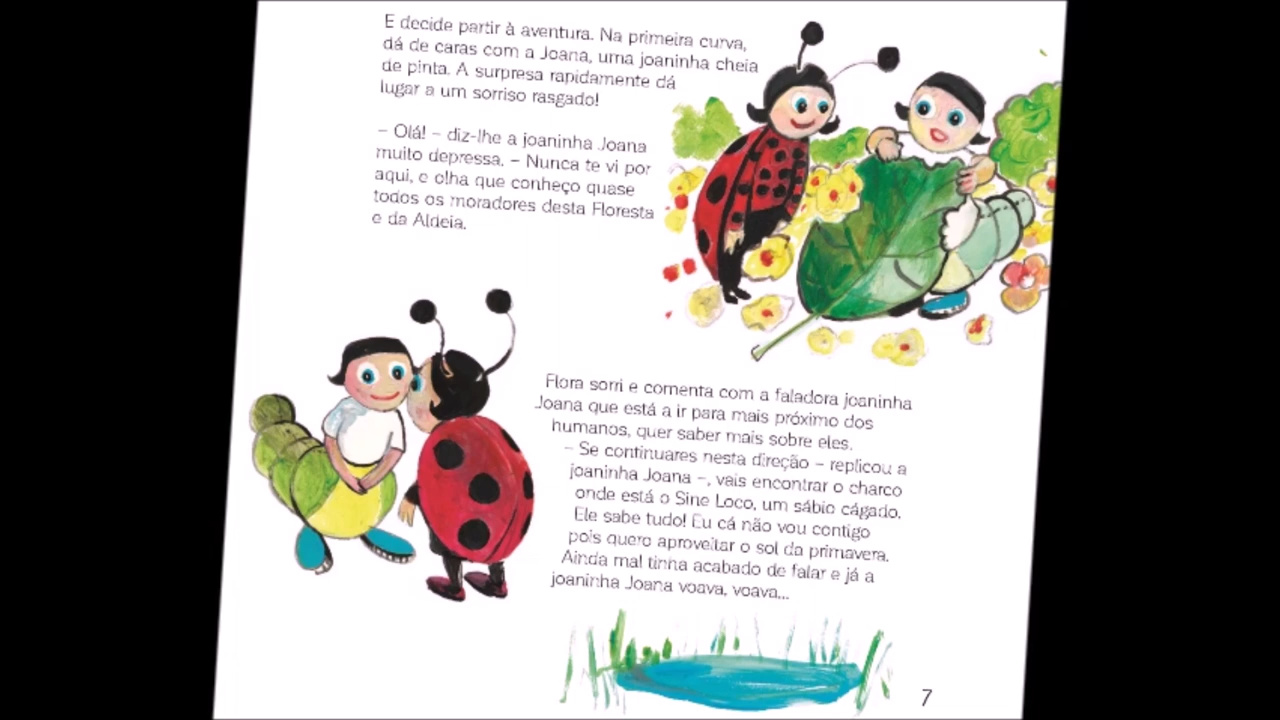 E decide partir à aventura. Na primeira curva,
dá de caras com a Joana, uma joaninha cheia
de pinta. A surpresa rapidamente dá
lugar a um sorriso rasgado!
– Olá! – diz-lhe a joaninha Joana
muito depressa. – Nunca te vi por
aqui, e olha que conheço quase
todos os moradores desta Floresta
e da Aldeia.
Flora sorri e comenta com a faladora joaninha
Joana que está a ir para mais próximo dos
humanos, quer saber mais sobre eles.
– Se continuares nesta direção – replicou a
joaninha Joana –, vais encontrar o charco
onde está o Sine Loco, um sábio cágado.
Ele sabe tudo! Eu cá não vou contigo
pois quero aproveitar o sol da primavera.
Ainda mal tinha acabado de falar e já a
joaninha Joana voava, voava...
7